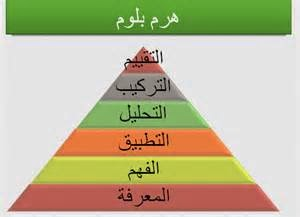 هرم بلوم
التقييم
التركيب
التحليل
التطبيق
الفهم
المعرفة